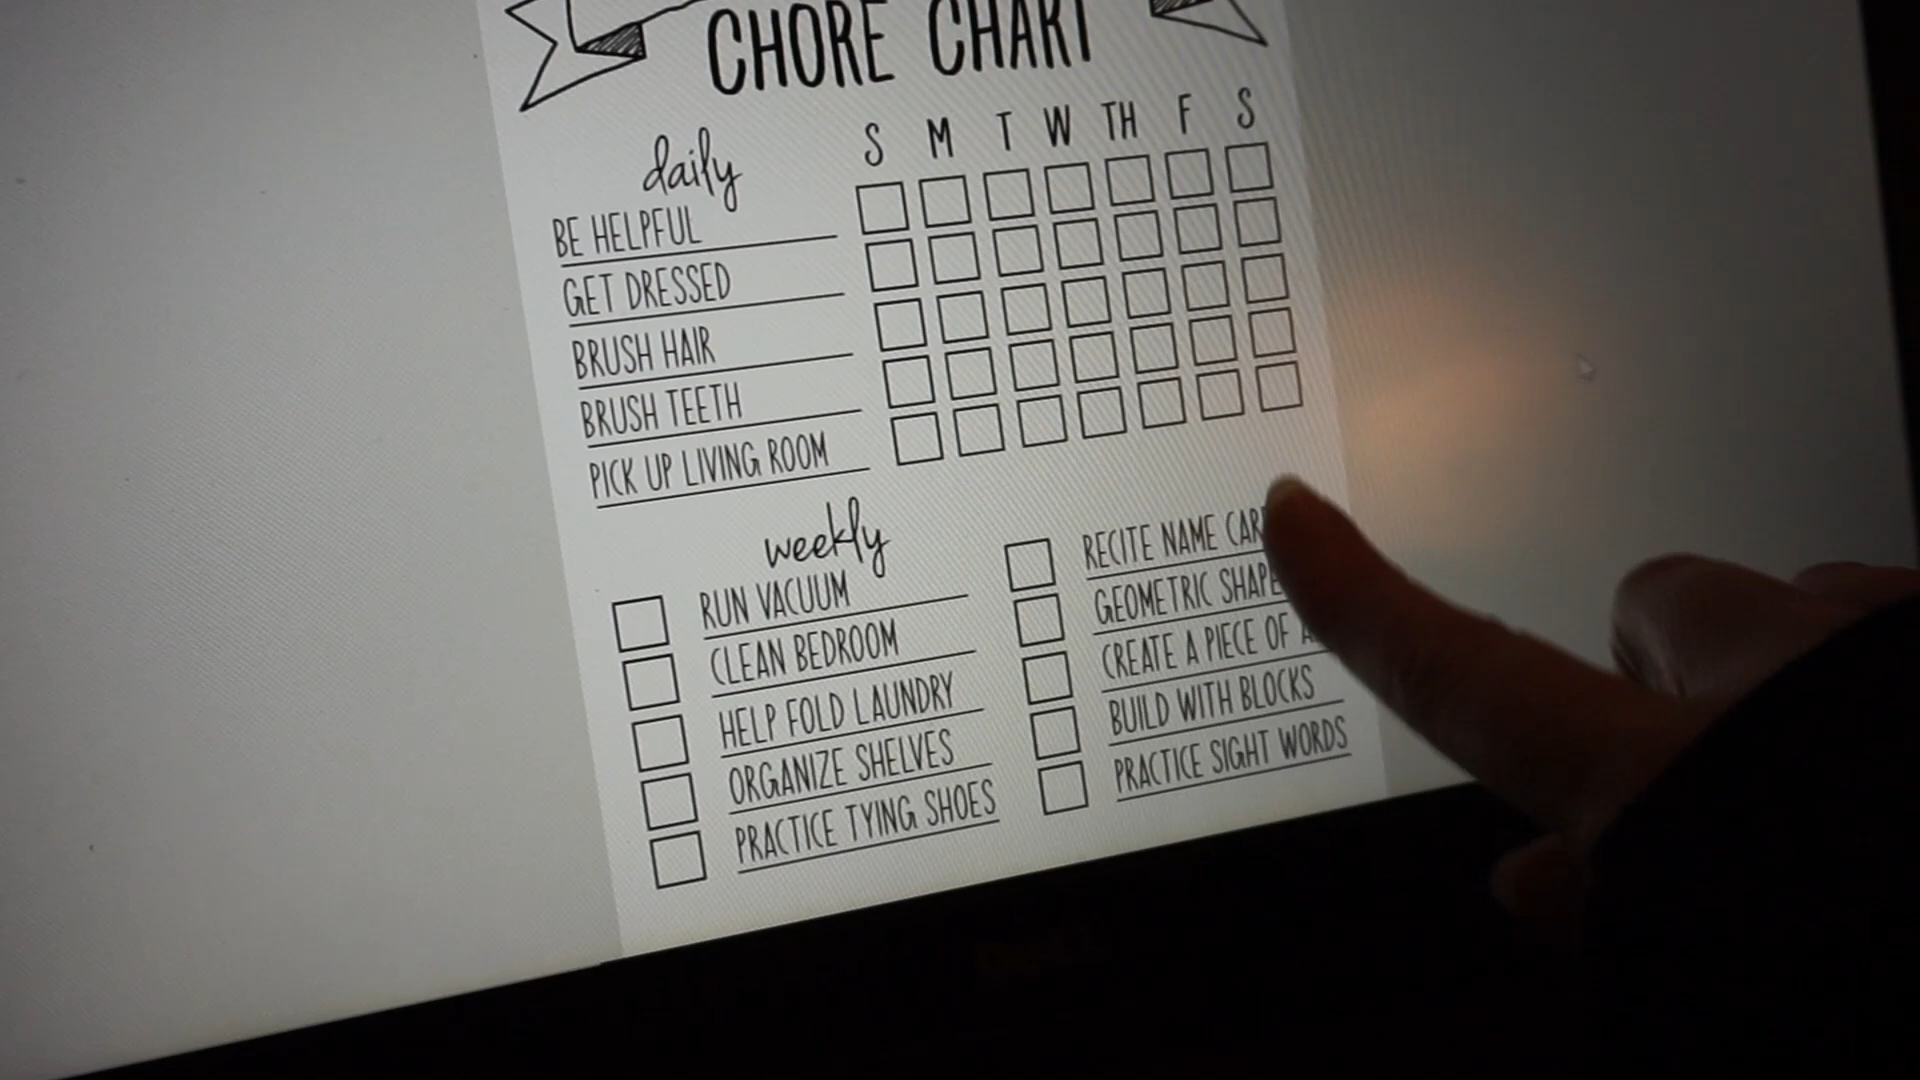 CHORE CHART
S M T W TH F S
daily
BE HELPFUL
GET DRESSED
BRUSH HAIR
BRUSH TEETH
PICK UP LIVING ROOM
weekly
RUN VACUUM
CLEAN BEDROOM
HELP FOLD LAUNDRY
ORGANIZE SHELVES
PRACTICE TYING SHOES
RECITE NAME
GEOMETRIC
CREATE A PIECE OF
BUILD WITH BLOCKS
PRACTICE SIGHT WORDS